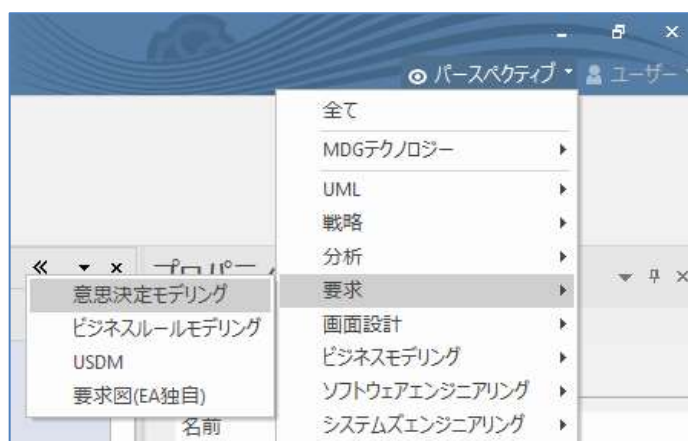 パースペクティブ ユーザー
全て
MDGテクノロジー
UML
戦略
分析
要求
画面設計
ビジネスモデリング
ソフトウェアエンジニアリング
システムズエンジニアリング
意思決定モデリング
ビジネスルールモデリング
USDM
要求図(EA独自)
名前